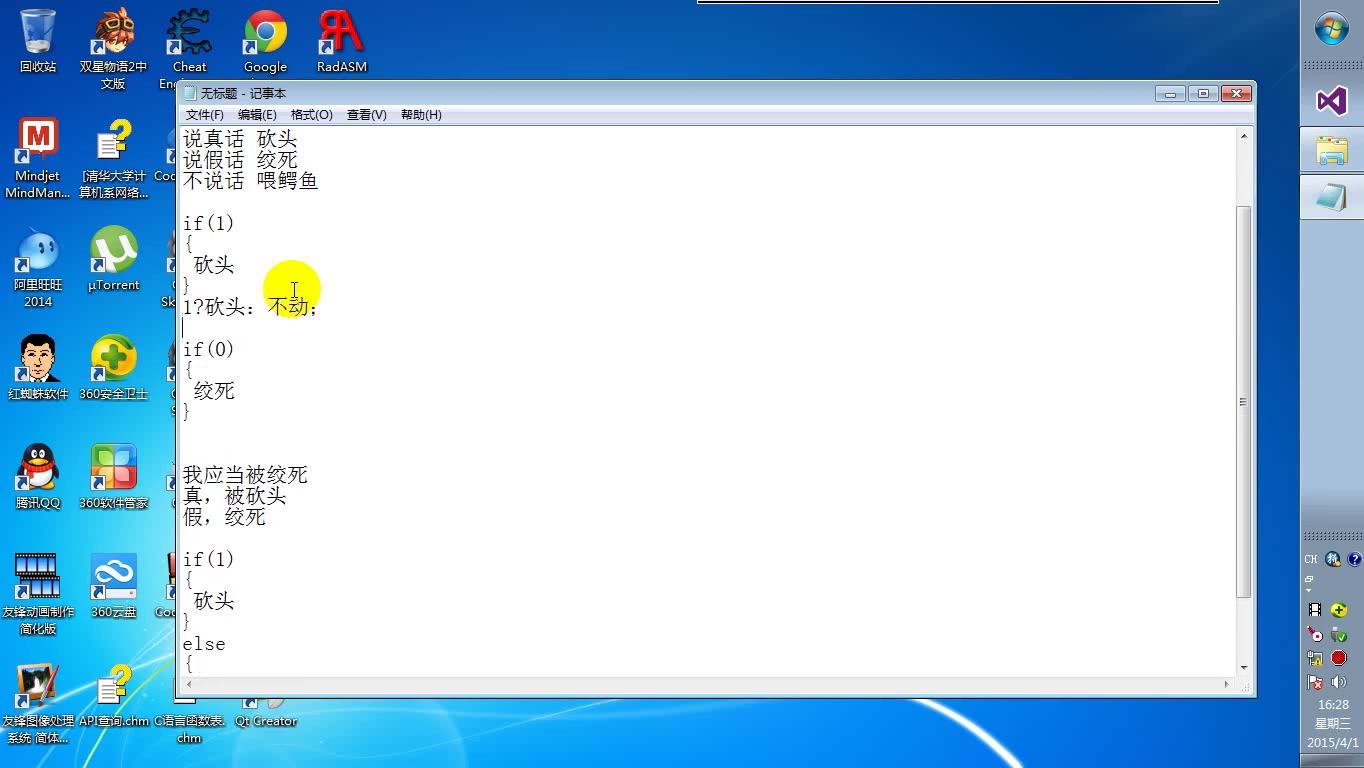 回收站
双星物语2中
文版
Cheat
Google
RadASM
无标题 - 记事本
文件(F) 编辑(E) 格式(O) 查看(V) 帮助(H)
说真话 砍头
说假话 绞死
不说话 喂鳄鱼
if(1)
{
砍头
}
1?砍头：不动;
if(0)
{
绞死
}
我应当被绞死
真，被砍头
假，绞死
if(1)
{
砍头
}
else
{
Mindjet
MindMan...
[清华大学计
算机系网络...
阿里旺旺
2014
µTorrent
红蜘蛛软件
360安全卫士
腾讯QQ
360软件管家
友锋动画制作
简化版
360云盘
友锋图像处理
系统 简体...
API查询.chm
C语言函数表.
chm
Qt Creator
CH
16:28
星期三
2015/4/1